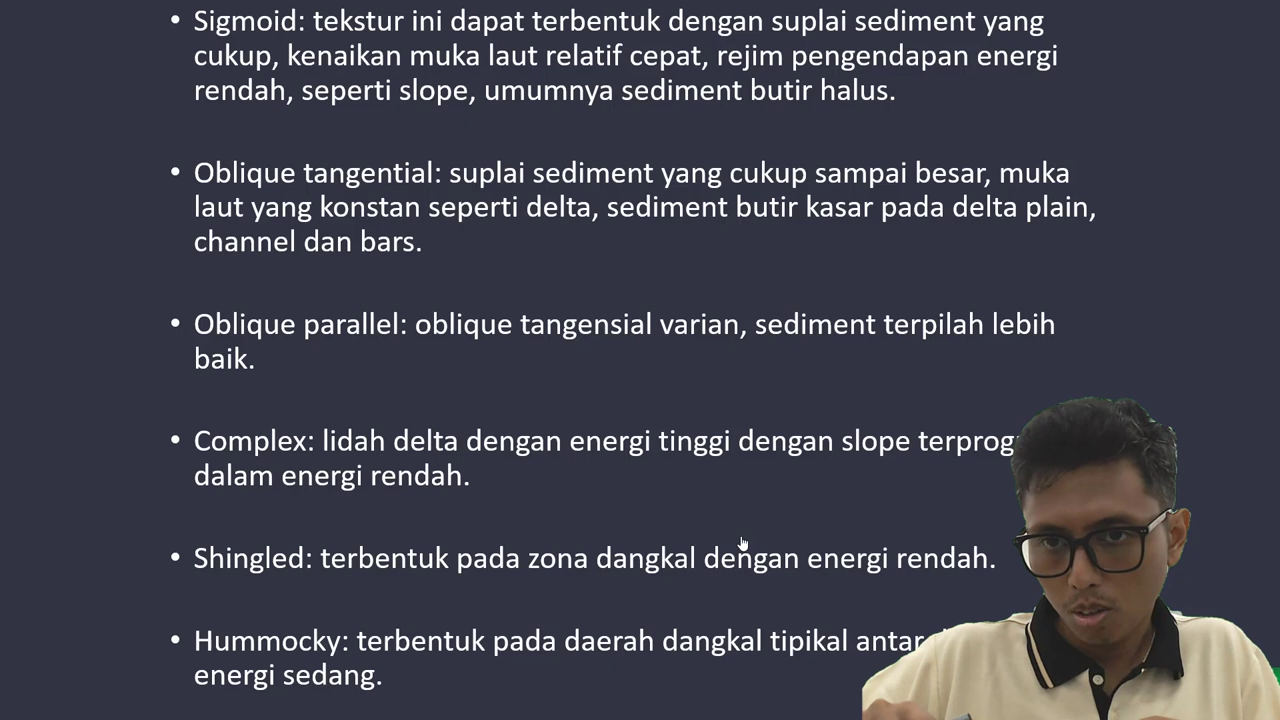 • Sigmoid: tekstur ini dapat terbentuk dengan suplai sediment yang
cukup, kenaikan muka laut relatif cepat, rejim pengendapan energi
rendah, seperti slope, umumnya sediment butir halus.
• Oblique tangential: suplai sediment yang cukup sampai besar, muka
laut yang konstan seperti delta, sediment butir kasar pada delta plain,
channel dan bars.
• Oblique parallel: oblique tangensial varian, sediment terpilah lebih
baik.
• Complex: lidah delta dengan energi tinggi dengan slope
dalam energi rendah.
• Shingled: terbentuk pada zona dangkal dengan energi rendah.
• Hummocky: terbentuk pada daerah dangkal tipikal
energi sedang.